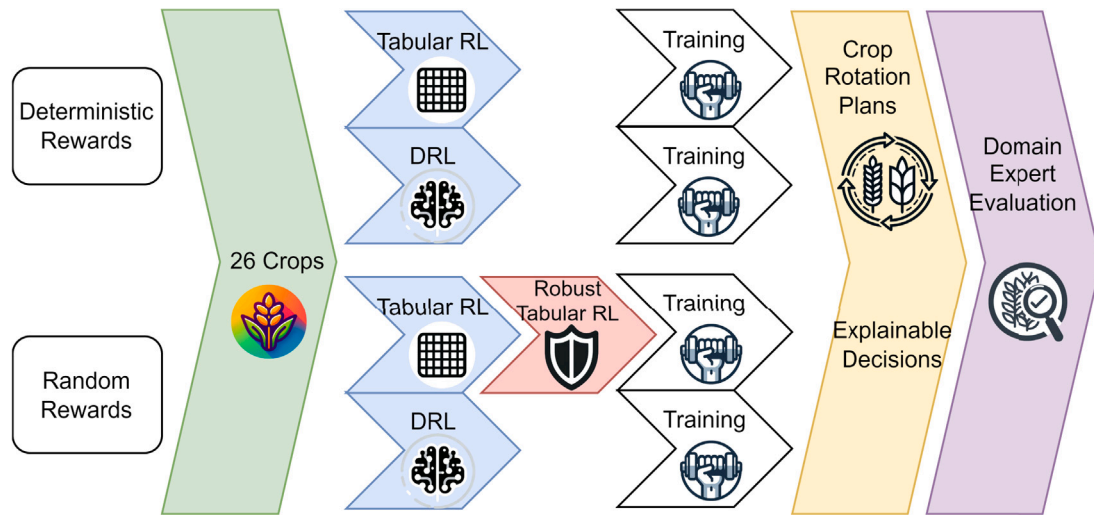 Deterministic
Rewards
Random
Rewards
26 Crops
Tabular RL
DRL
Tabular RL
DRL
Robust
Tabular RL
Training
Training
Training
Training
Crop
Rotation
Plans
Explainable
Decisions
Domain
Expert
Evaluation